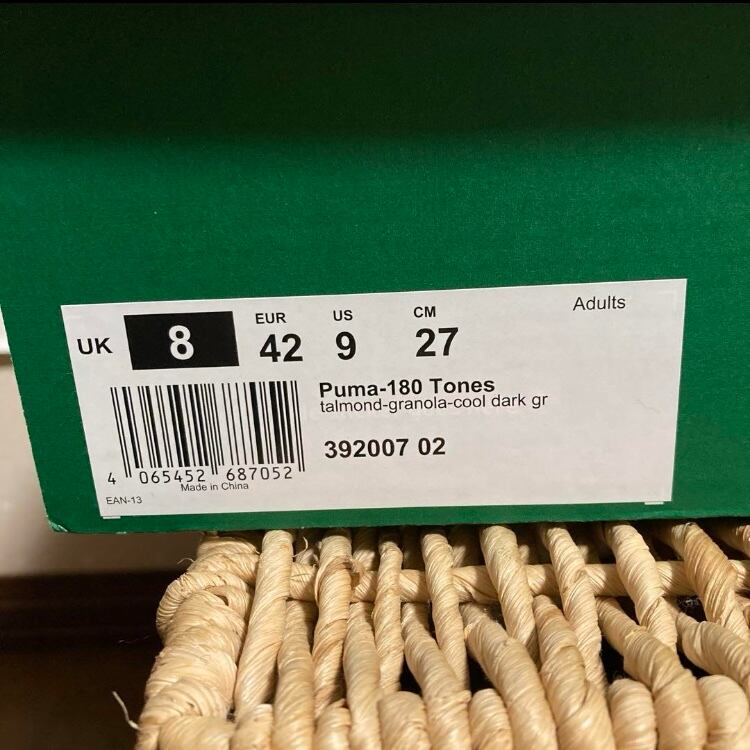 Adults
EUR US CM
UK 8 42 9 27
Puma-180 Tones
talmond-granola-cool dark gr
392007 02
4 065452 687052
Made in China
EAN-13